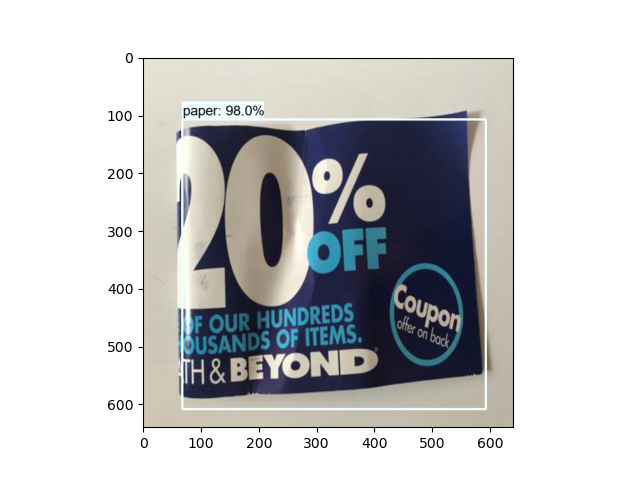 paper: 98.0%
0
100
200
300
400
500
600
20%
OFF
OF OUR HUNDREDS
OUSANDS OF ITEMS.
ATH & BEYOND
Coupon
offer on back
0 100 200 300 400 500 600